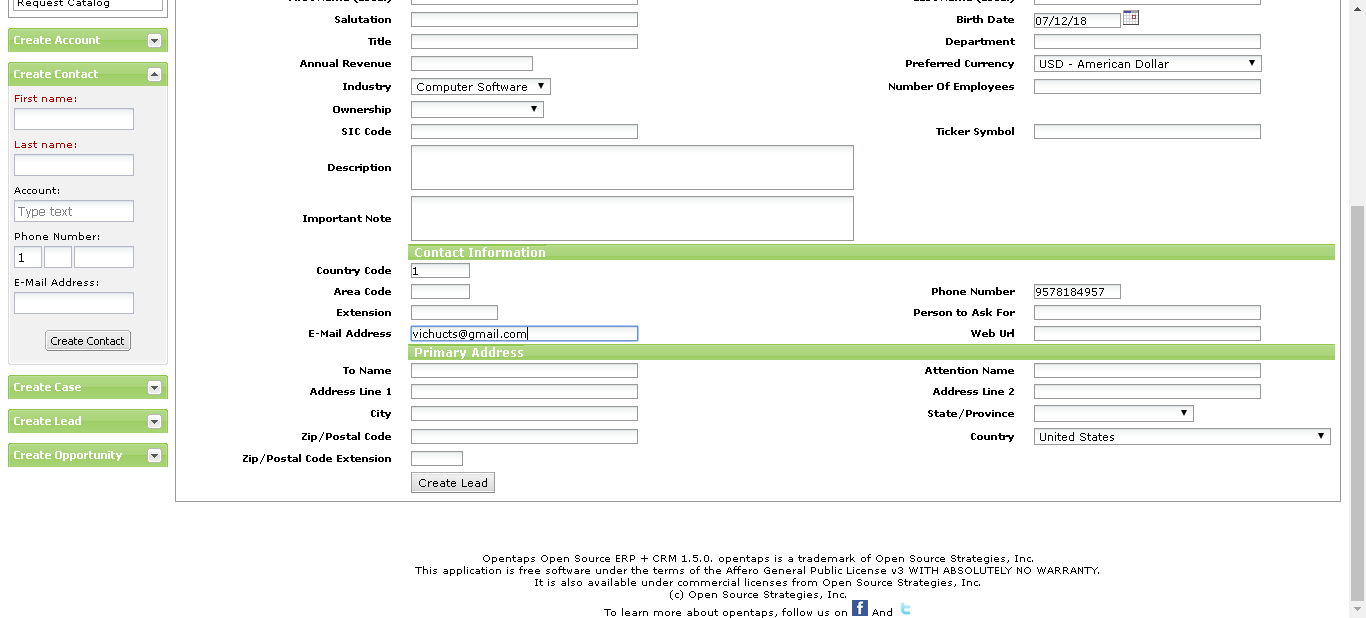 Request Catalog
Create Account
Create Contact
First name:
Last name:
Account:
Type text
Phone Number:
1
E-Mail Address:
Create Contact
Create Case
Create Lead
Create Opportunity
Salutation
Birth Date 07/12/18
Title
Department
Annual Revenue
Preferred Currency USD - American Dollar
Industry Computer Software
Number Of Employees
Ownership
SIC Code
Ticker Symbol
Description
Important Note
Contact Information
Country Code 1
Area Code
Phone Number 9578184957
Extension
Person to Ask For
E-Mail Address vichucts@gmail.com
Web Url
Primary Address
To Name
Attention Name
Address Line 1
Address Line 2
City
State/Province
Zip/Postal Code
Country United States
Zip/Postal Code Extension
Create Lead
Opentaps Open Source ERP + CRM 1.5.0. opentaps is a trademark of Open Source Strategies, Inc.
This application is free software under the terms of the Affero General Public License v3 WITH ABSOLUTELY NO WARRANTY.
It is also available under commercial licenses from Open Source Strategies, Inc.
(c) Open Source Strategies, Inc.
To learn more about opentaps, follow us on f And t